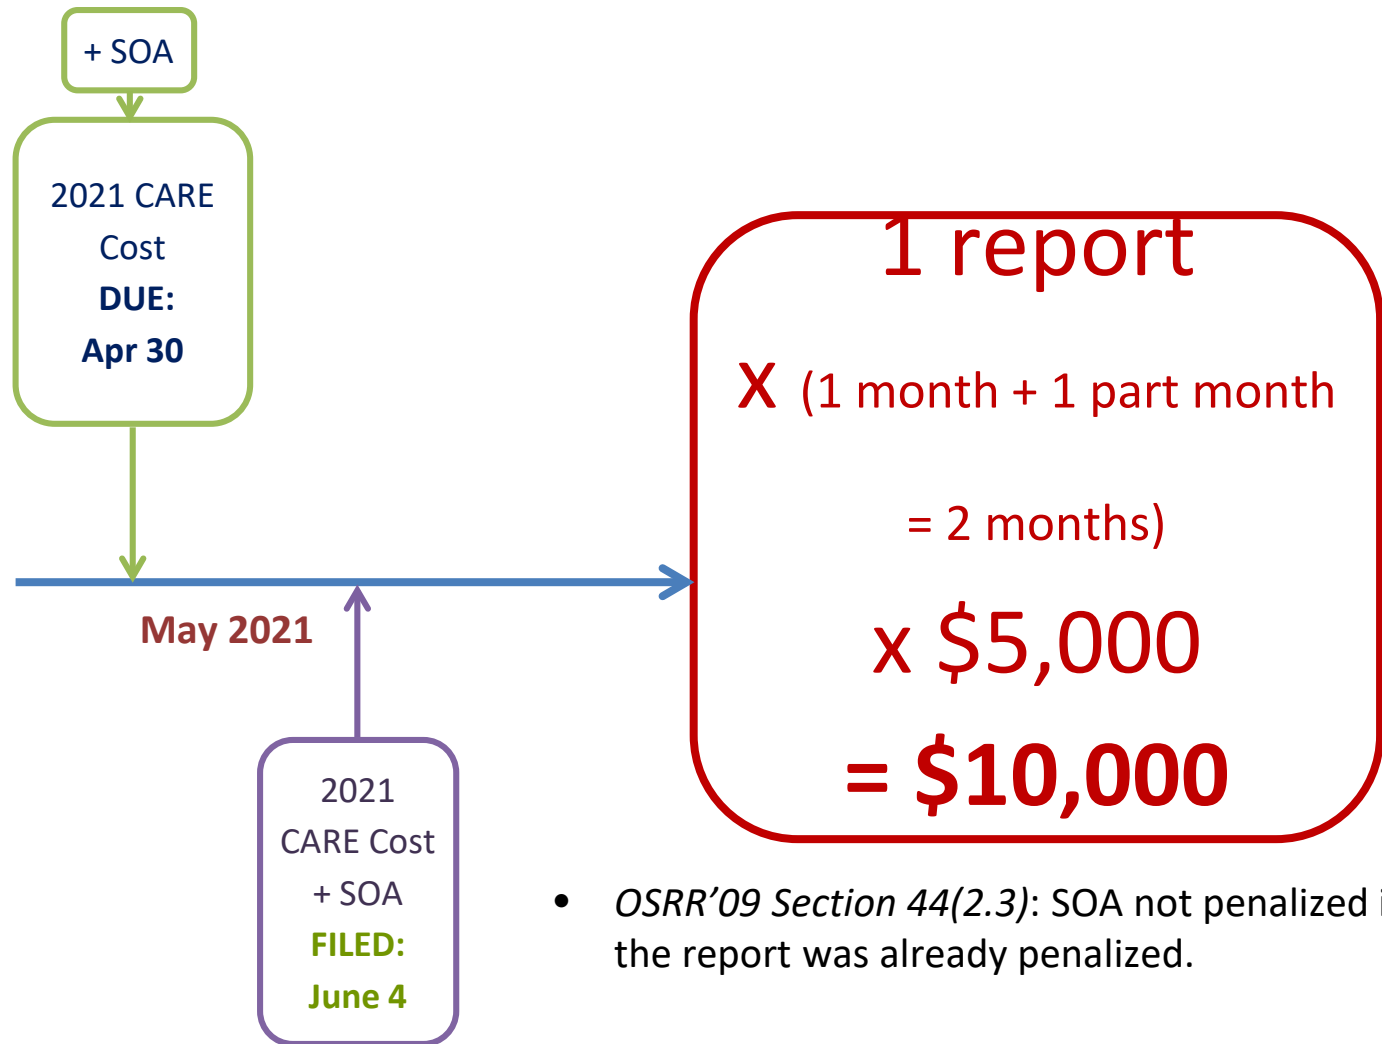 + SOA
2021 CARE
Cost
DUE:
Apr 30
May 2021
2021
CARE Cost
+ SOA
FILED:
June 4
1 report
X (1 month + 1 part month
= 2 months)
x $5,000
= $10,000
• OSRR’09 Section 44(2.3): SOA not penalized
the report was already penalized.